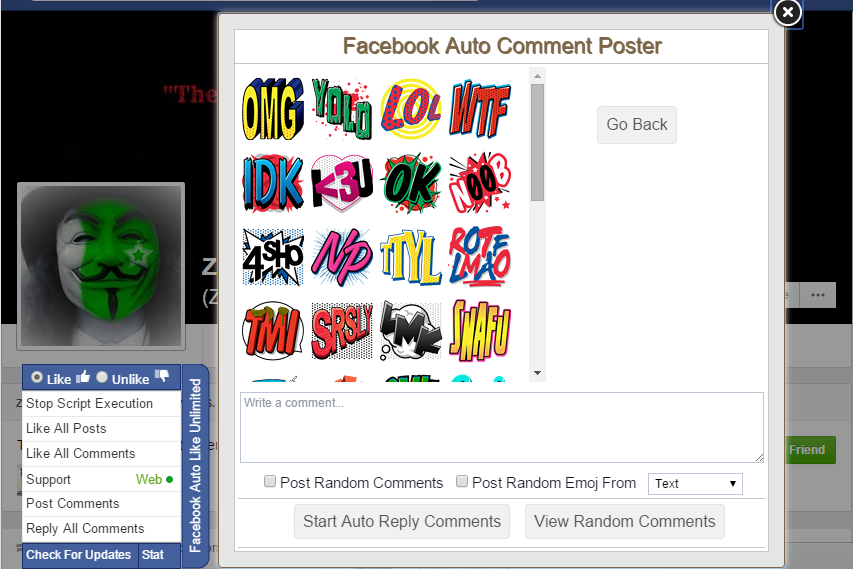 Facebook Auto Comment Poster
OMG YOLO LOL WTF
IDK <3U OK N00B
4SHO NP TTYL ROTF LMAO
TMI SRSLY LMK SNAFU
Go Back
"The
Z
(Z
Write a comment...
Post Random Comments Post Random Emoj From Text
Start Auto Reply Comments View Random Comments
Like Unlike
Stop Script Execution
Like All Posts
Like All Comments
Support Web
Post Comments
Reply All Comments
Check For Updates Stat
Facebook Auto Like Unlimited
Friend